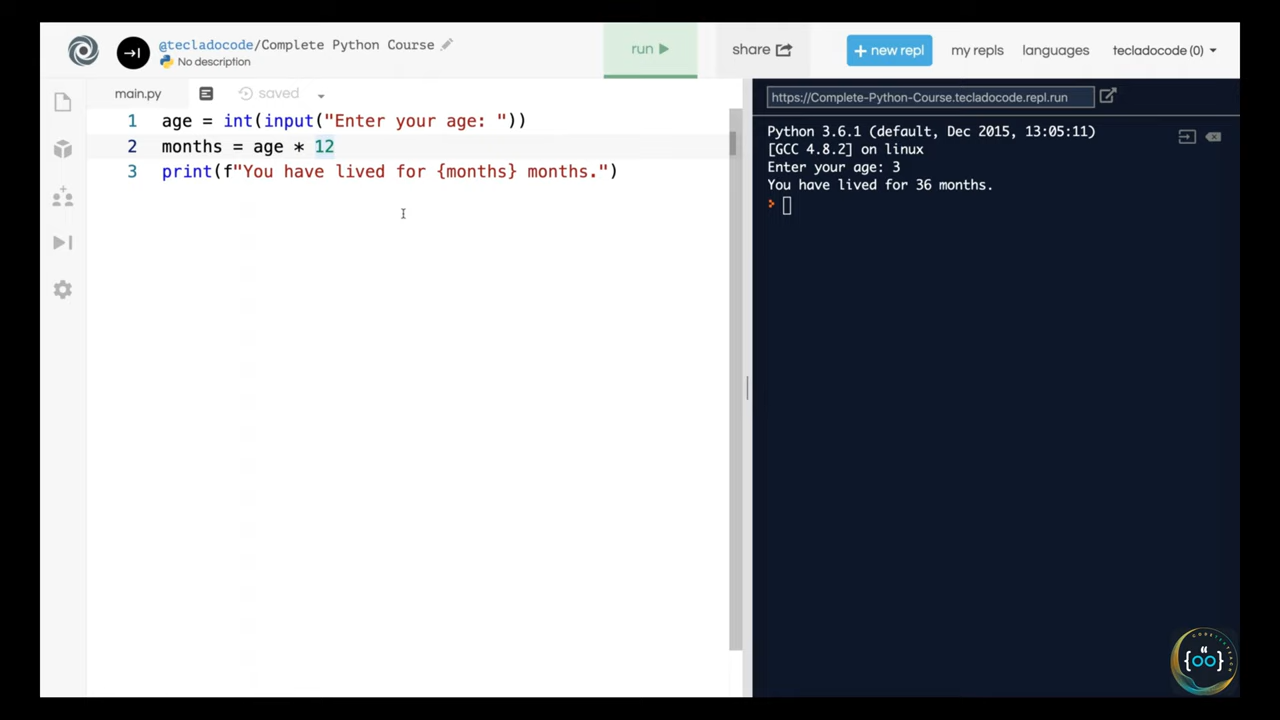 @tecladocode/Complete Python Course
No description
run
share
+ new repl
my repls
languages
tecladocode (0)
main.py
saved
https://Complete-Python-Course.tecladocode.repl.run
1 age = int(input("Enter your age: "))
2 months = age * 12
3 print(f"You have lived for {months} months.")
Python 3.6.1 (default, Dec 2015, 13:05:11)
[GCC 4.8.2] on linux
Enter your age: 3
You have lived for 36 months.